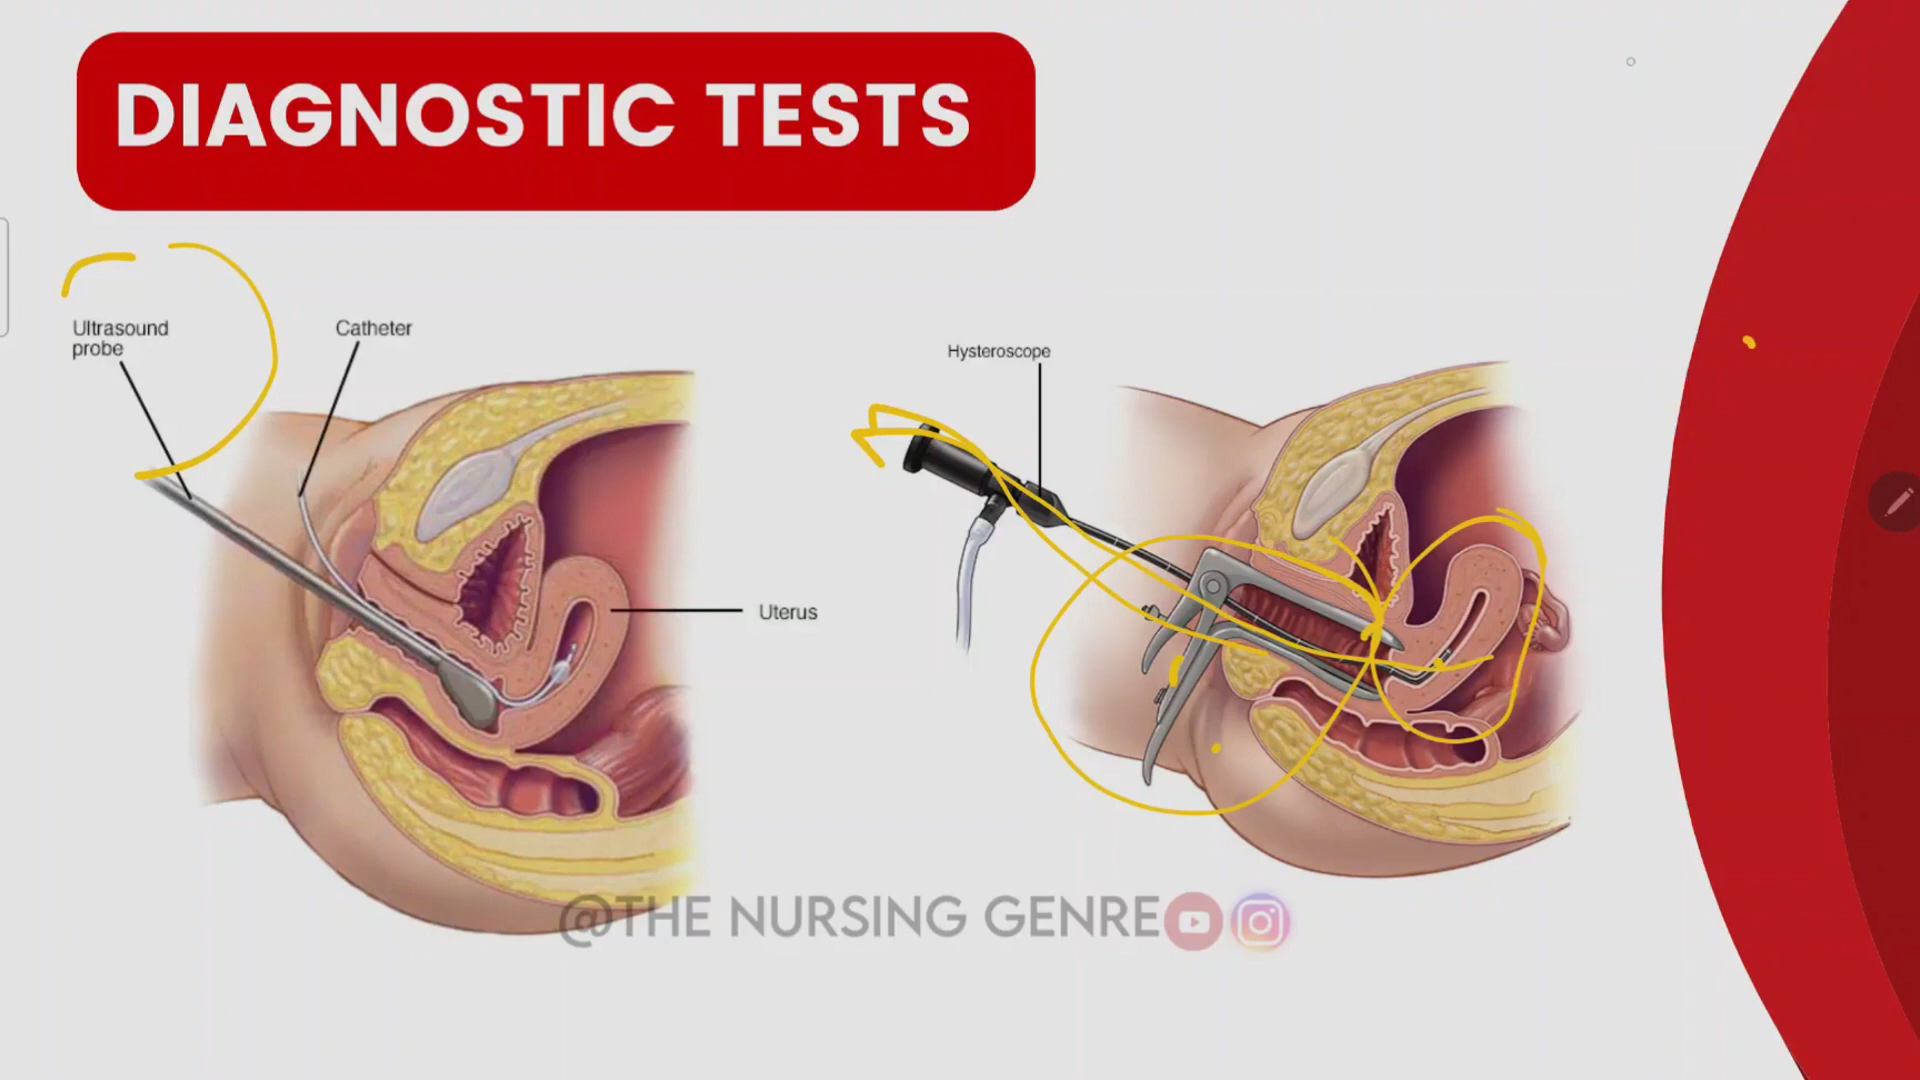 DIAGNOSTIC TESTS
Ultrasound
probe
Catheter
Uterus
Hysteroscope
@THE NURSING GENRE